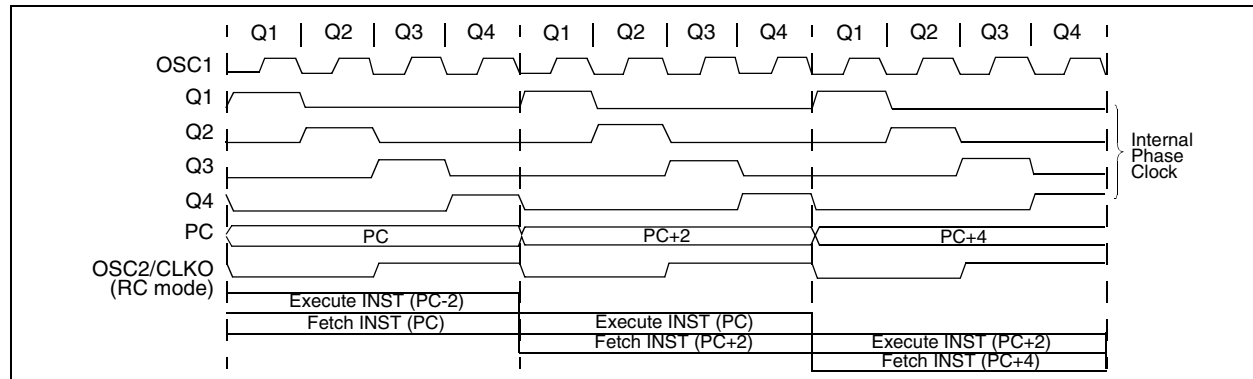 Q1 Q2 Q3 Q4 Q1 Q2 Q3 Q4 Q1 Q2 Q3 Q4
OSC1
Q1
Q2
Q3
Q4
PC
PC PC+2 PC+4
OSC2/CLKO
(RC mode)
Internal
Phase
Clock
Execute INST (PC-2)
Fetch INST (PC) Execute INST (PC)
Fetch INST (PC+2) Execute INST (PC+2)
Fetch INST (PC+4)